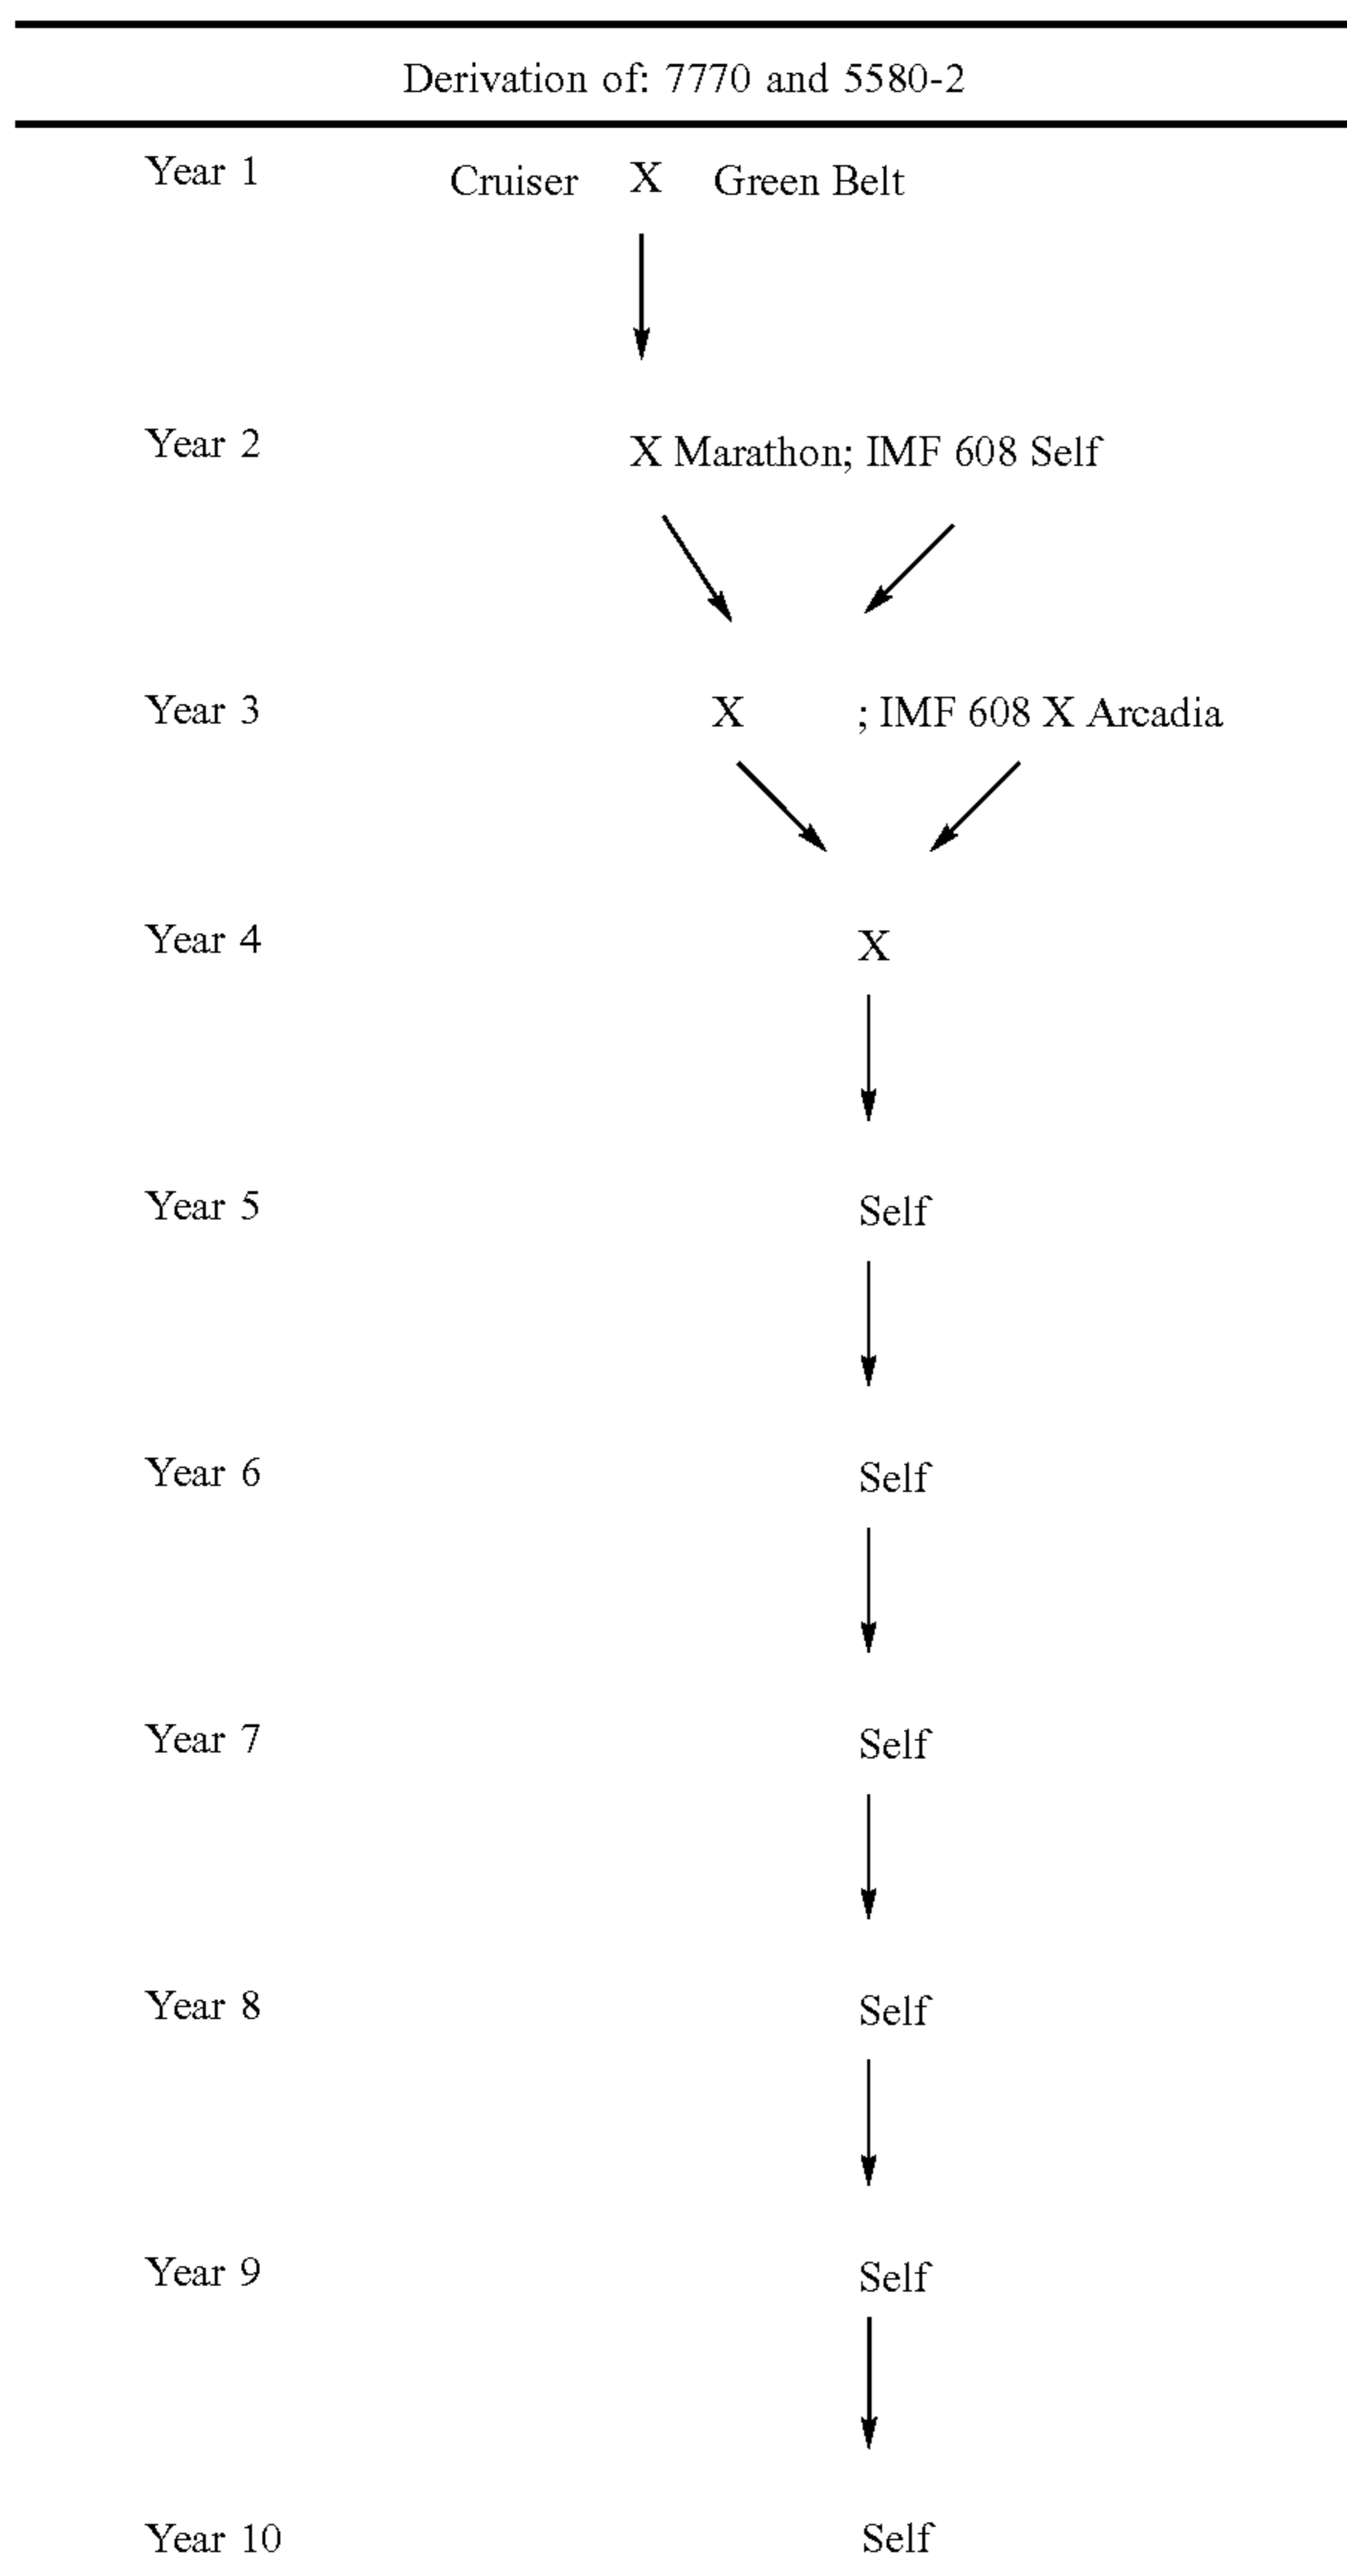 Derivation of: 7770 and 5580-2
Year 1 Cruiser X Green Belt
Year 2 X Marathon; IMF 608 Self
Year 3 X ; IMF 608 X Arcadia
Year 4 X
Year 5 Self
Year 6 Self
Year 7 Self
Year 8 Self
Year 9 Self
Year 10 Self